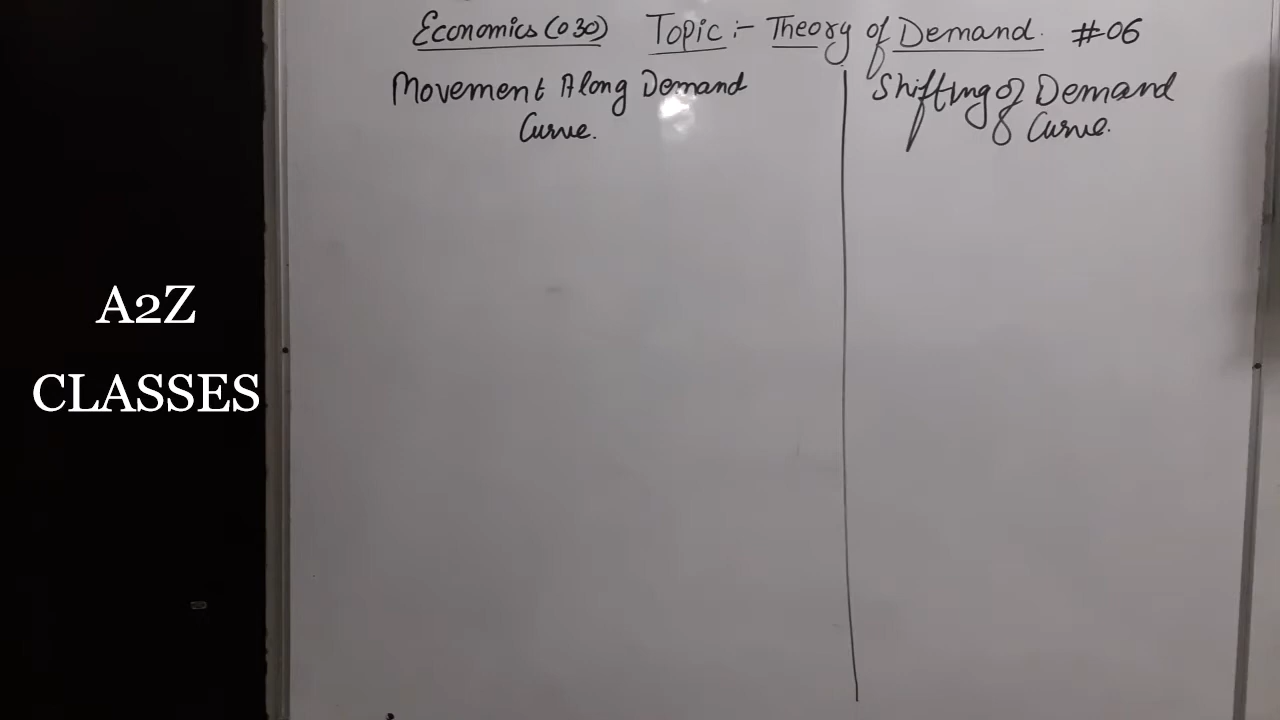 Economics (030) Topic :- Theory of Demand. #06
Movement Along Demand
Curve.
Shifting of Demand
Curve.
A2Z
CLASSES